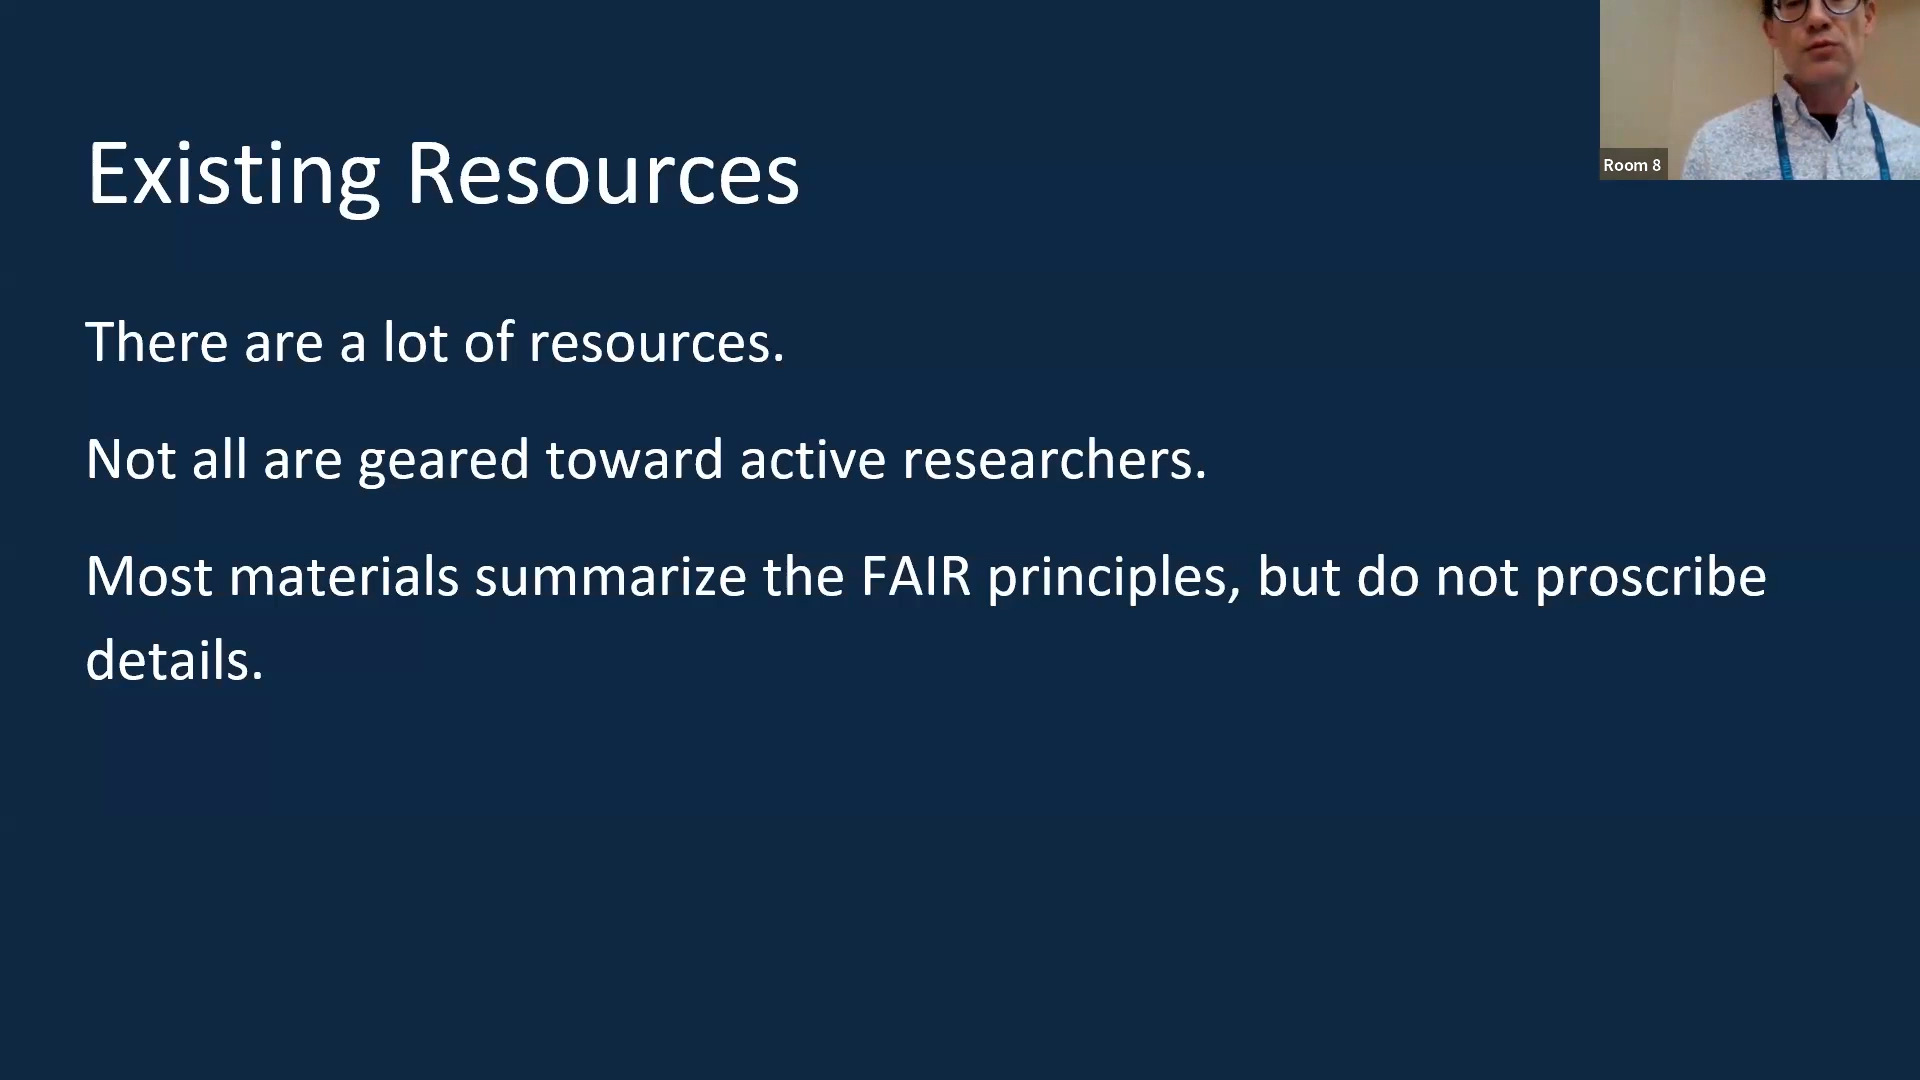 Existing Resources
There are a lot of resources.
Not all are geared toward active researchers.
Most materials summarize the FAIR principles, but do not proscribe
details.
Room 8